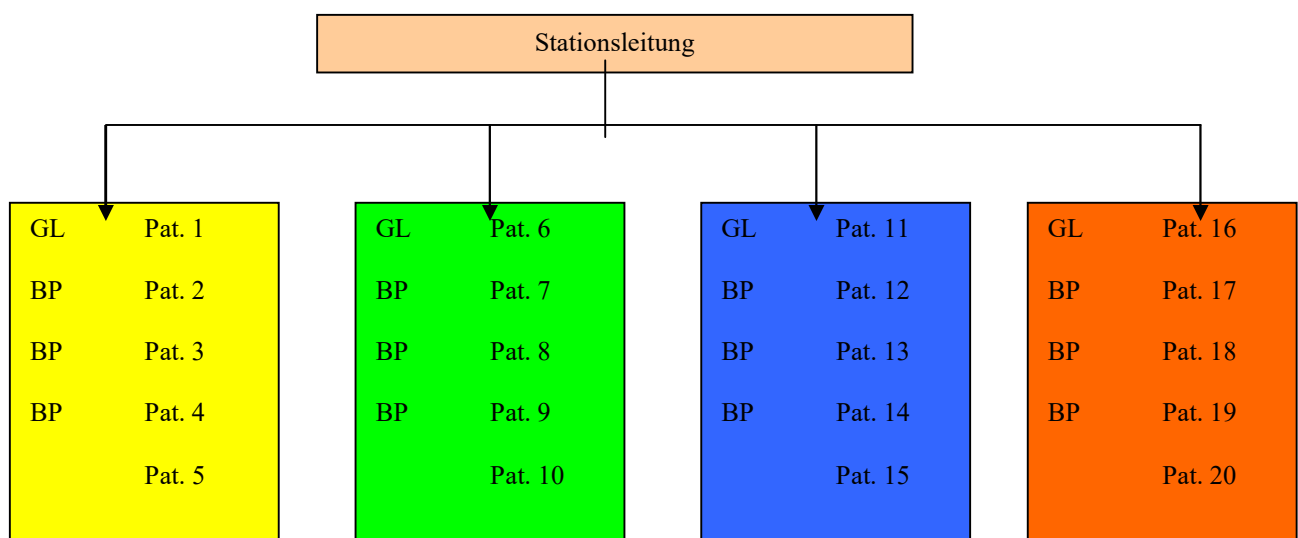 Stationsleitung
GL Pat. 1
BP Pat. 2
BP Pat. 3
BP Pat. 4
Pat. 5
GL Pat. 6
BP Pat. 7
BP Pat. 8
BP Pat. 9
Pat. 10
GL Pat. 11
BP Pat. 12
BP Pat. 13
BP Pat. 14
Pat. 15
GL Pat. 16
BP Pat. 17
BP Pat. 18
BP Pat. 19
Pat. 20